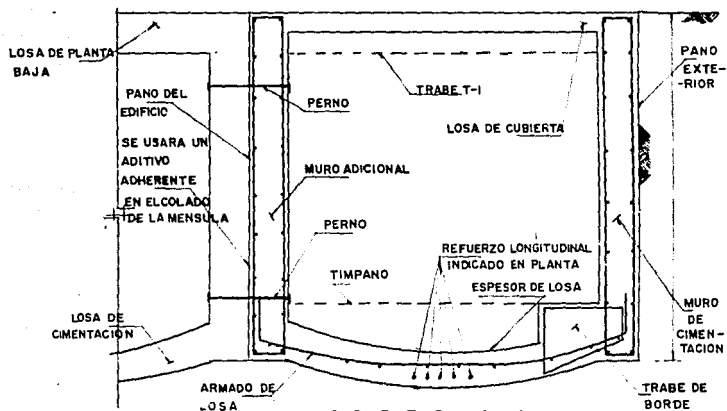 LOSA DE PLANTA
BAJA
PANO DEL
EDIFICIO
SE USARA UN
ADITIVO
ADHERENTE
EN EL COLADO
DE LA MENSULA
LOSA DE
CIMENTACION
ARMADO DE
LOSA
PERNO
MURO ADICIONAL
PERNO
TIMPANO
TRABE T-1
LOSA DE CUBIERTA
REFUERZO LONGITUDINAL
INDICADO EN PLANTA
ESPESOR DE LOSA
PANO
EXTE-
RIOR
MURO
DE
CIMEN-
TACION
TRABE DE
BORDE